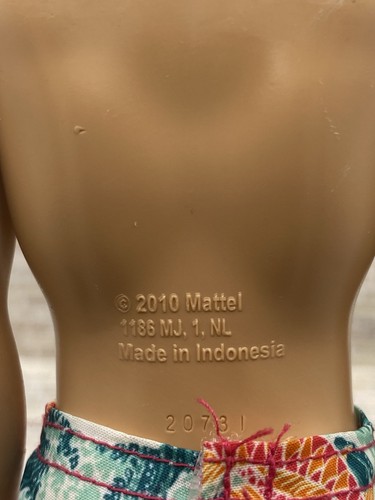 © 2010 Mattel
1186 MJ, 1, NL
Made in Indonesia
20731